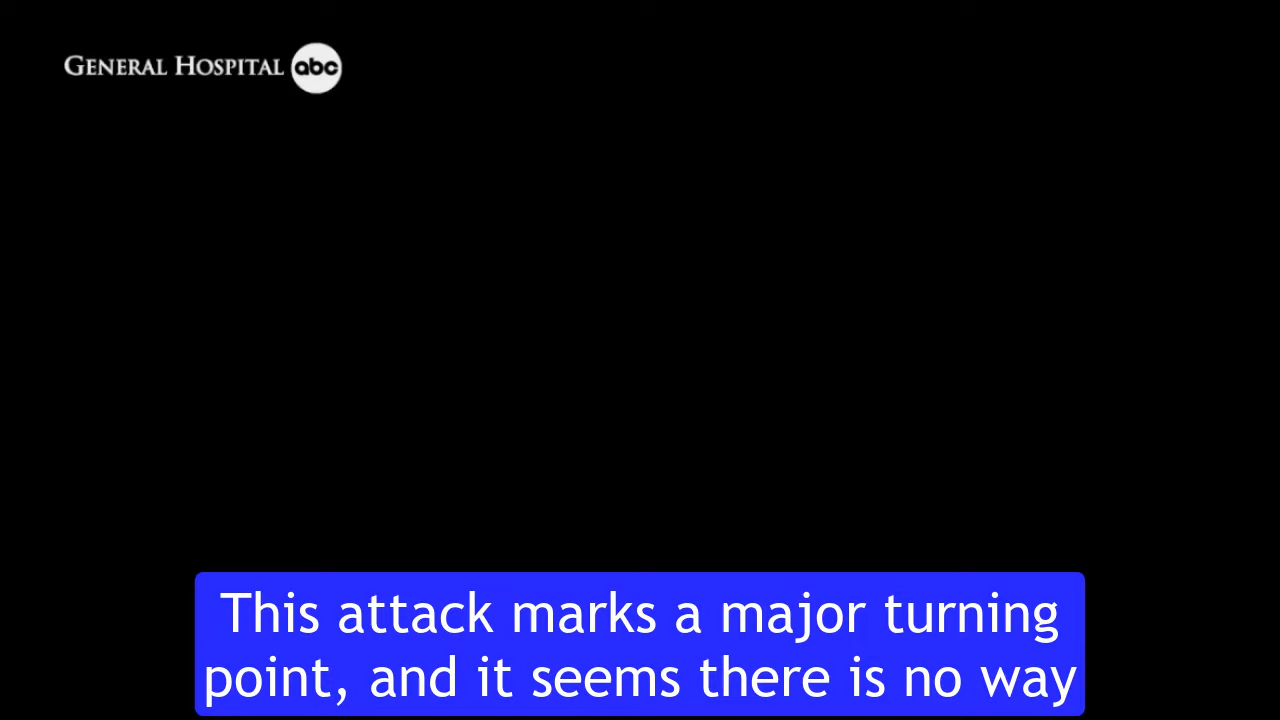 GENERAL HOSPITAL abc
This attack marks a major turning
point, and it seems there is no way